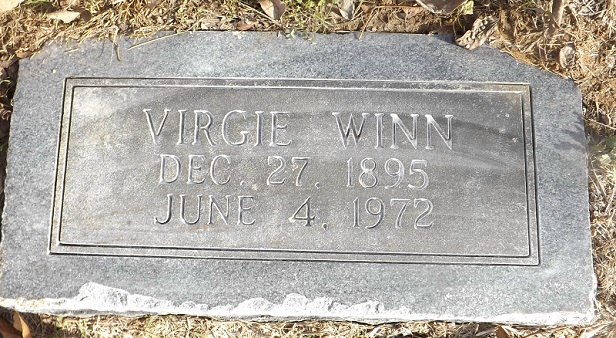 VIRGIE WINN
DEC. 27, 1895
JUNE 4, 1972